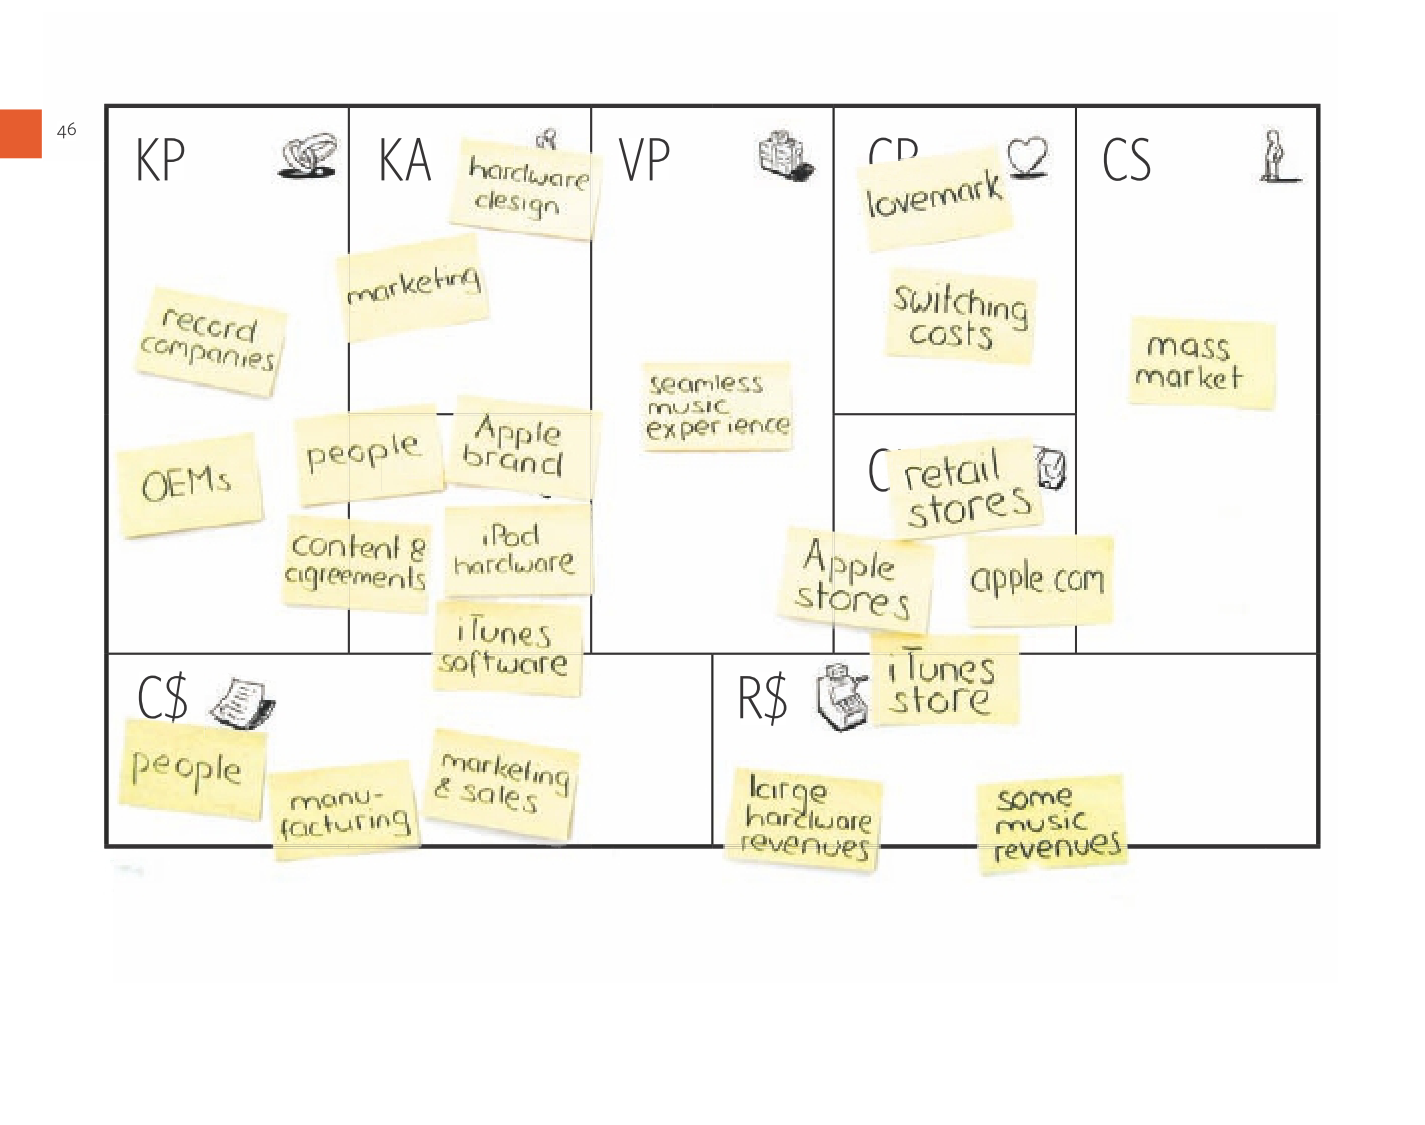 46
KP
KA
VP
CR
CS
hardware
design
marketing
record
companies
OEMs
people
Apple
brand
content &
agreements
iPod
hardware
iTunes
software
seamless
music
experience
lovemark
switching
costs
C
retail
stores
Apple
stores
apple.com
iTunes
store
mass
market
C$
people
manu-
facturing
marketing
& sales
R$
large
hardware
revenues
some
music
revenues